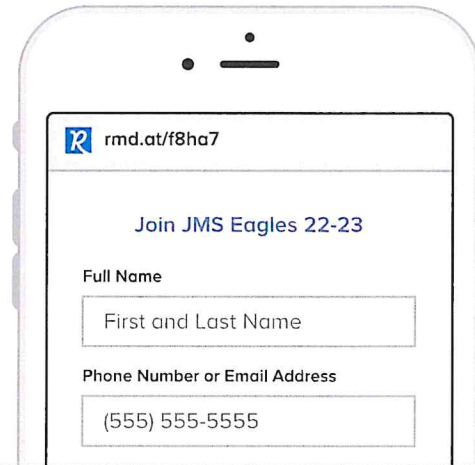 R rmd.at/f8ha7
Join JMS Eagles 22-23
Full Name
First and Last Name
Phone Number or Email Address
(555) 555-5555